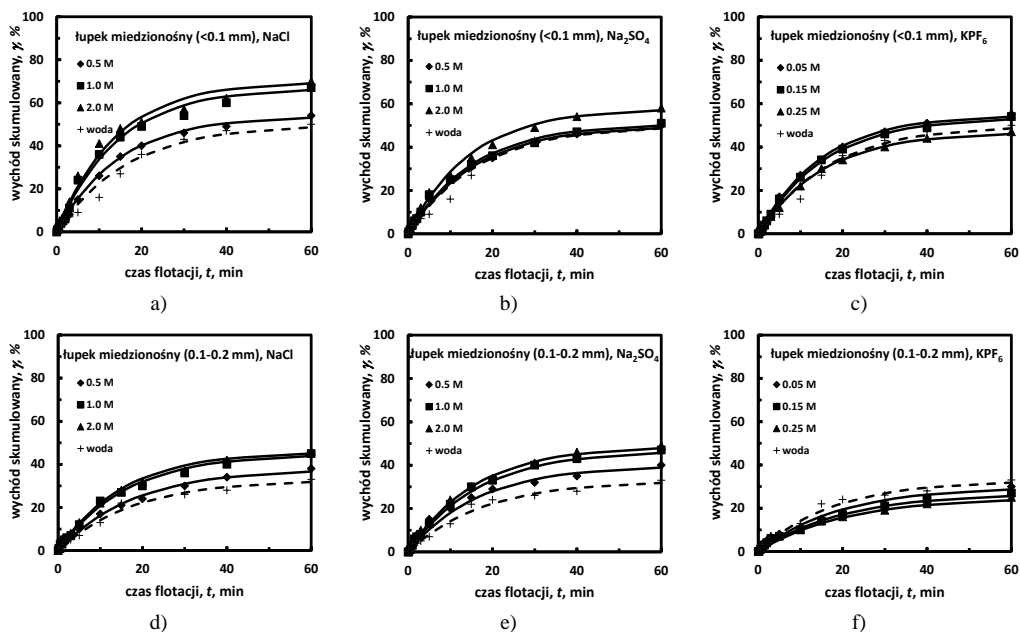 100
80
60
40
20
0
0
20
40
60
wychód skumulowany, γ, %
czas flotacji, t, min
łupek miedzionośny (<0.1 mm), NaCl
0.5 M
1.0 M
2.0 M
woda
a)
100
80
60
40
20
0
0
20
40
60
wychód skumulowany, γ, %
czas flotacji, t, min
łupek miedzionośny (<0.1 mm), Na₂SO₄
0.5 M
1.0 M
2.0 M
woda
b)
100
80
60
40
20
0
0
20
40
60
wychód skumulowany, γ, %
czas flotacji, t, min
łupek miedzionośny (<0.1 mm), KPF₆
0.05 M
0.15 M
0.25 M
woda
c)
100
80
60
40
20
0
0
20
40
60
wychód skumulowany, γ, %
czas flotacji, t, min
łupek miedzionośny (0.1-0.2 mm), NaCl
0.5 M
1.0 M
2.0 M
woda
d)
100
80
60
40
20
0
0
20
40
60
wychód skumulowany, γ, %
czas flotacji, t, min
łupek miedzionośny (0.1-0.2 mm), Na₂SO₄
0.5 M
1.0 M
2.0 M
woda
e)
100
80
60
40
20
0
0
20
40
60
wychód skumulowany, γ, %
czas flotacji, t, min
łupek miedzionośny (0.1-0.2 mm), KPF₆
0.05 M
0.15 M
0.25 M
woda
f)